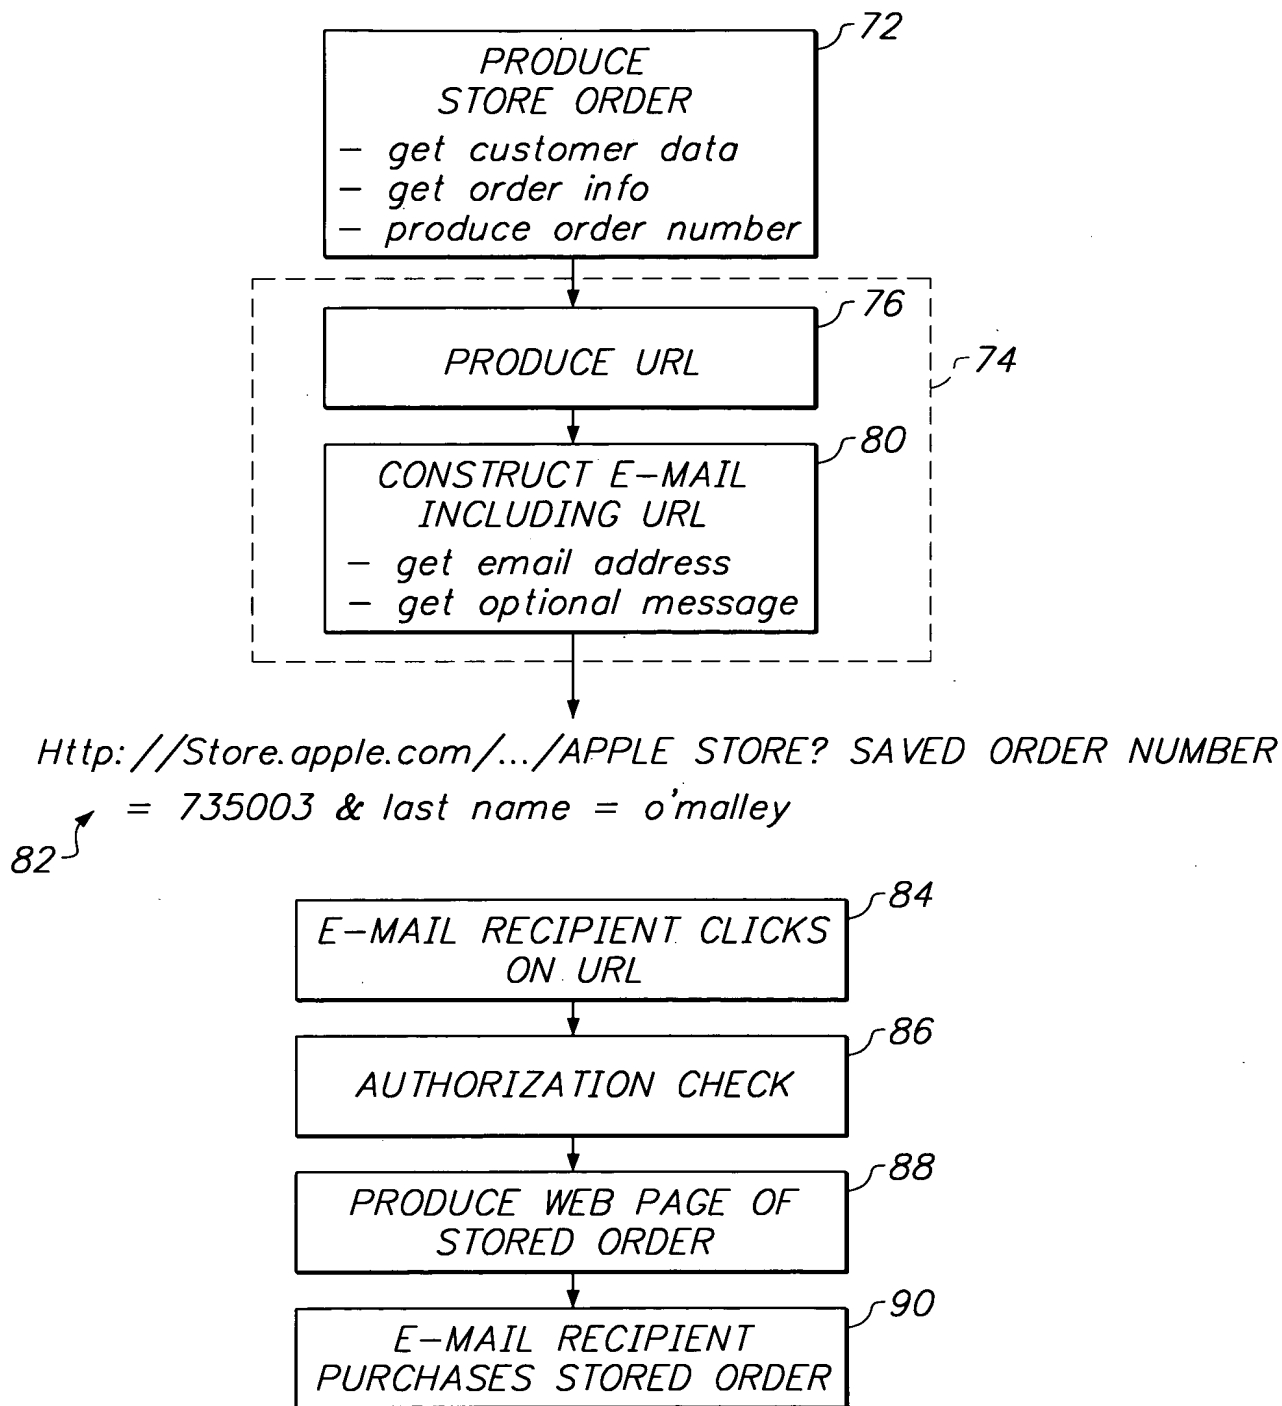 72
PRODUCE
STORE ORDER
– get customer data
– get order info
– produce order number
76
PRODUCE URL
74
80
CONSTRUCT E–MAIL
INCLUDING URL
– get email address
– get optional message
Http://Store.apple.com/.../APPLE STORE? SAVED ORDER NUMBER
= 735003 & last name = o'malley
82
84
E–MAIL RECIPIENT CLICKS
ON URL
86
AUTHORIZATION CHECK
88
PRODUCE WEB PAGE OF
STORED ORDER
90
E–MAIL RECIPIENT
PURCHASES STORED ORDER